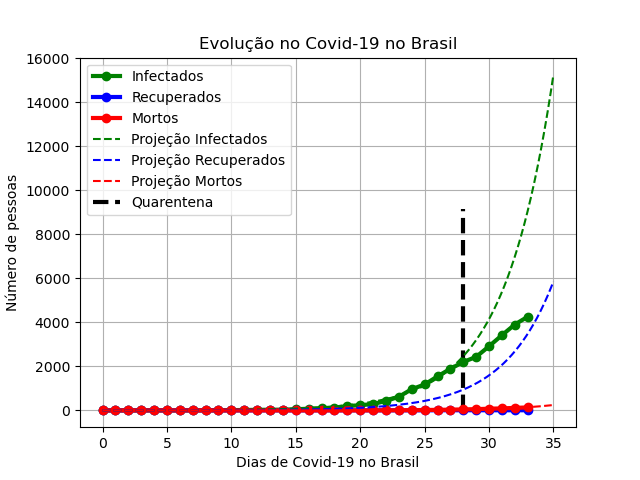 Evolução no Covid-19 no Brasil
Infectados
Recuperados
Mortos
Projeção Infectados
Projeção Recuperados
Projeção Mortos
Quarentena
Número de pessoas
16000
14000
12000
10000
8000
6000
4000
2000
0
0 5 10 15 20 25 30 35
Dias de Covid-19 no Brasil